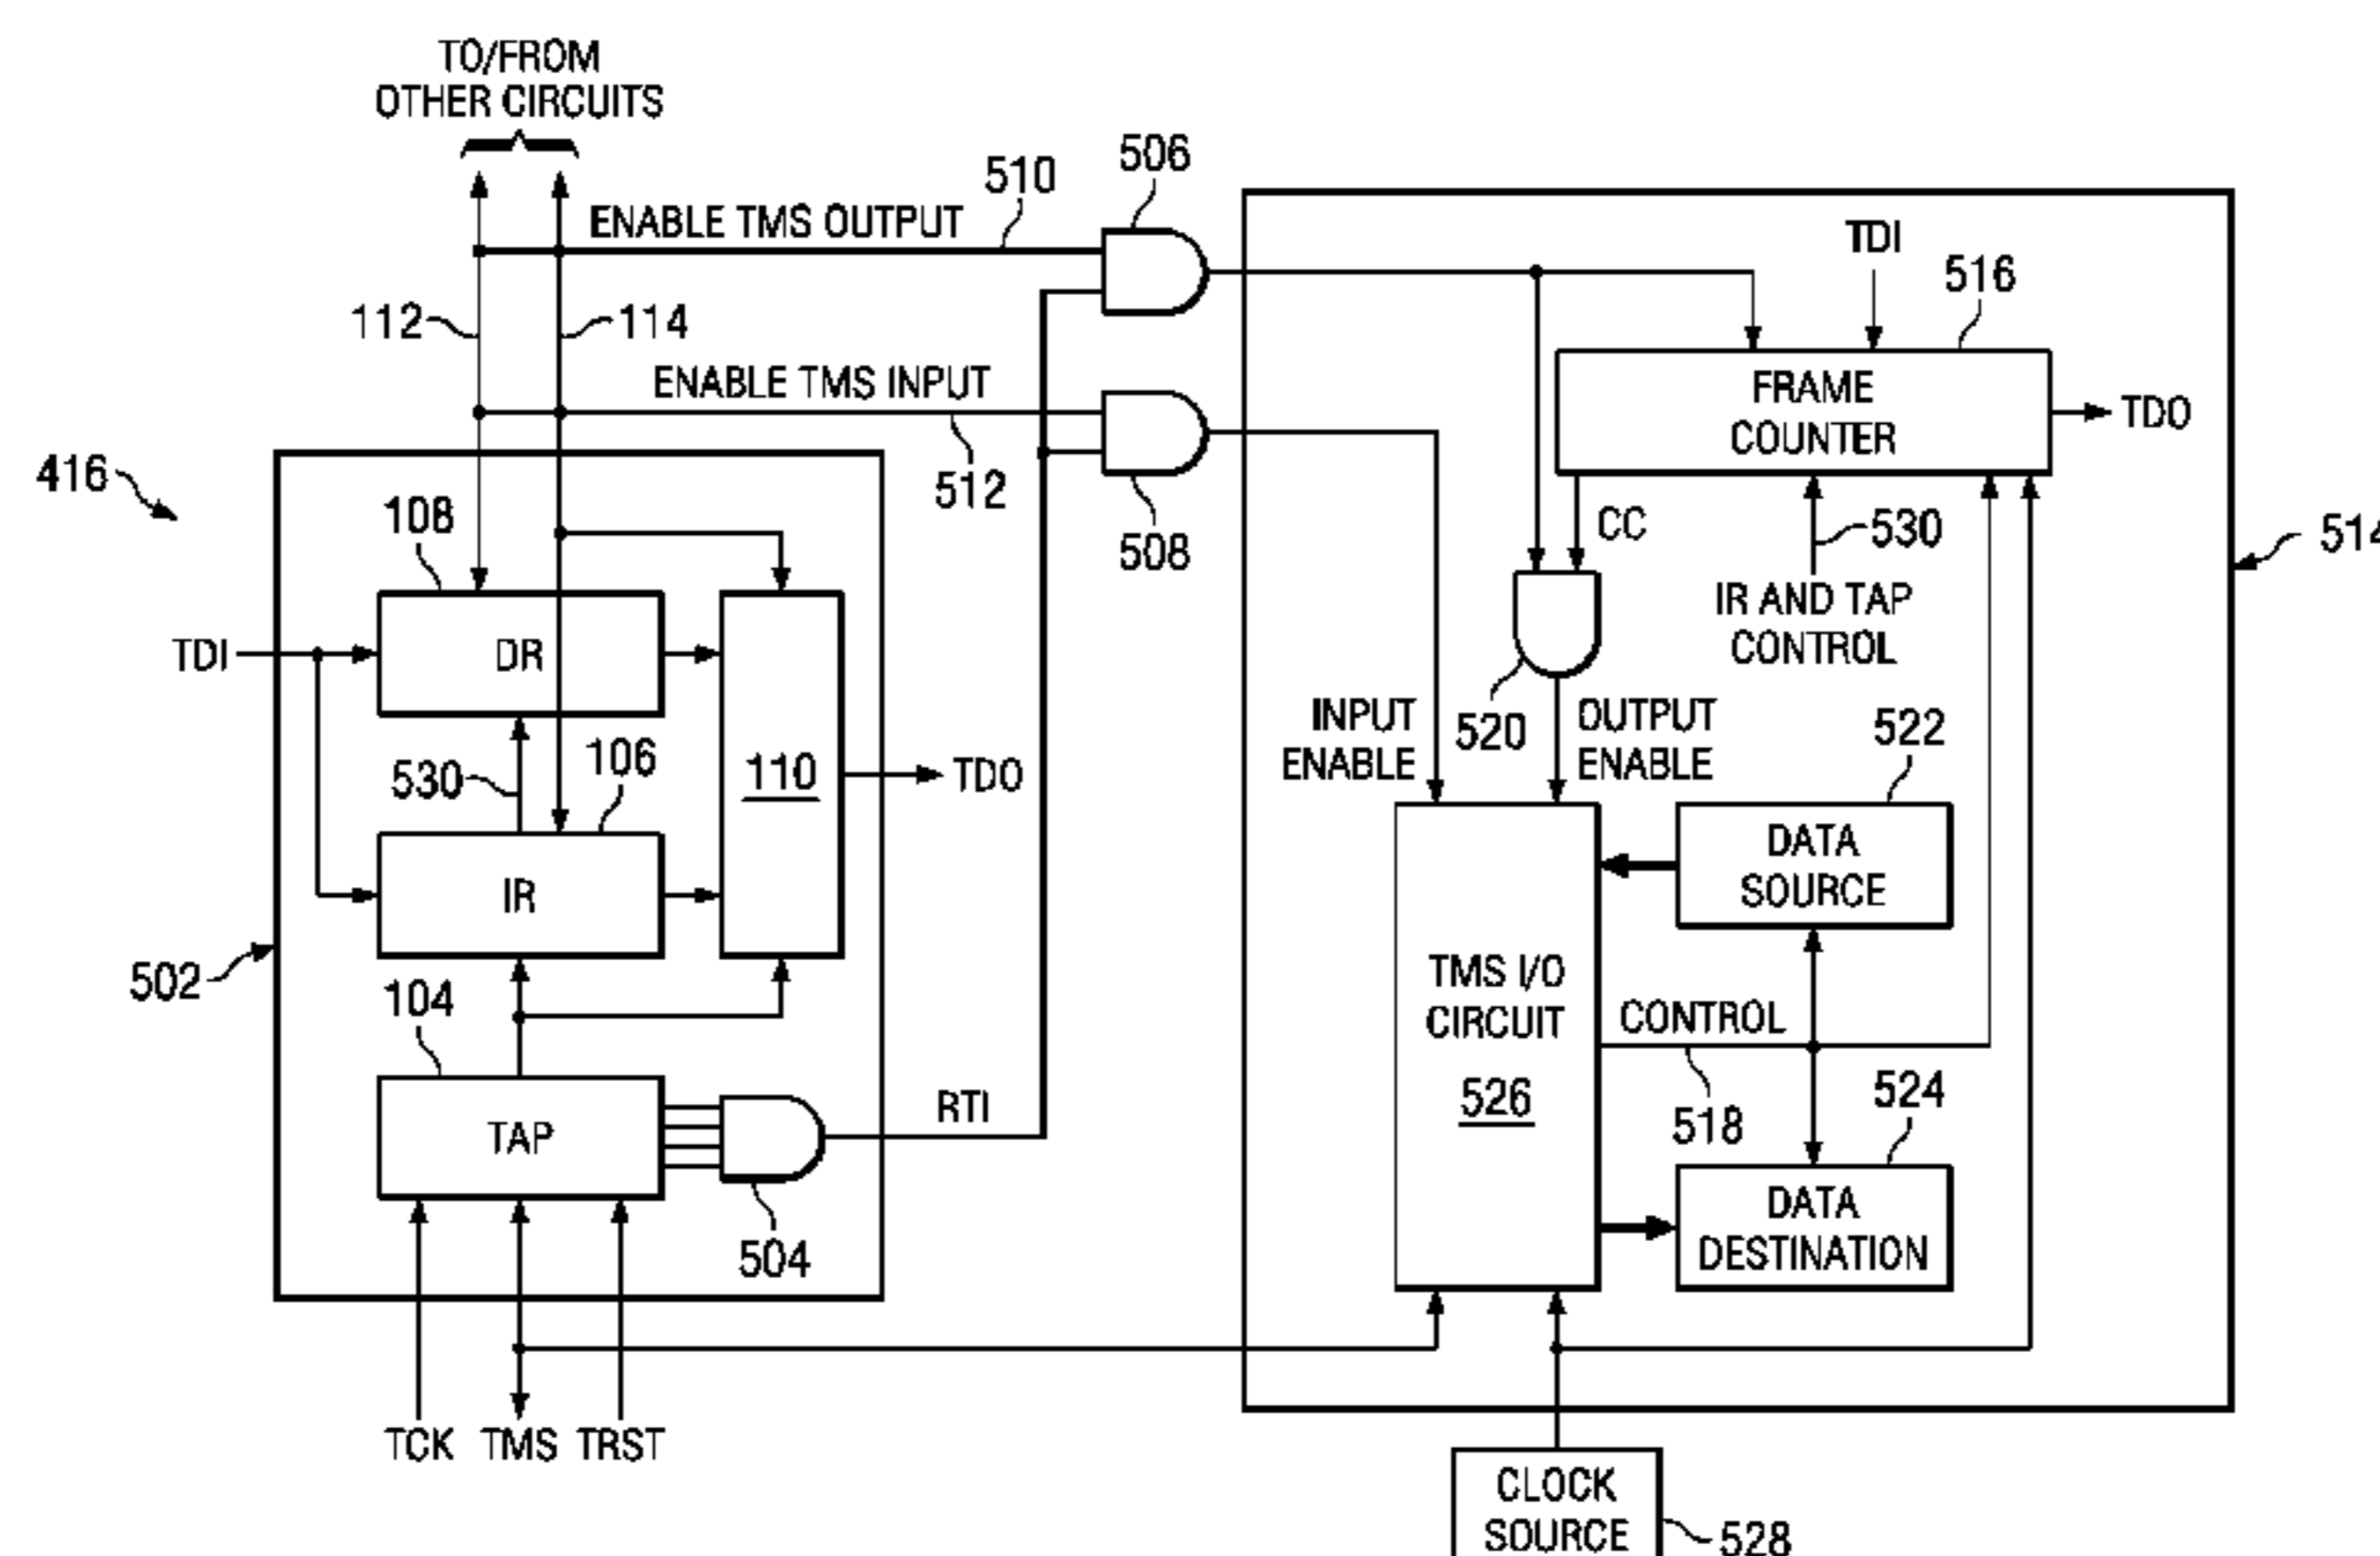 TO/FROM
OTHER CIRCUITS
506
510
ENABLE TMS OUTPUT
TDI
516
112
114
FRAME
COUNTER
ENABLE TMS INPUT
TDO
416
512
108
CC
530
514
508
IR AND TAP
CONTROL
TDI
DR
INPUT
ENABLE
520
OUTPUT
ENABLE
522
530
106
110
TDO
DATA
SOURCE
IR
502
104
TMS I/O
CIRCUIT
526
CONTROL
518
524
RTI
TAP
DATA
DESTINATION
504
TCK
TMS
TRST
CLOCK
SOURCE
528